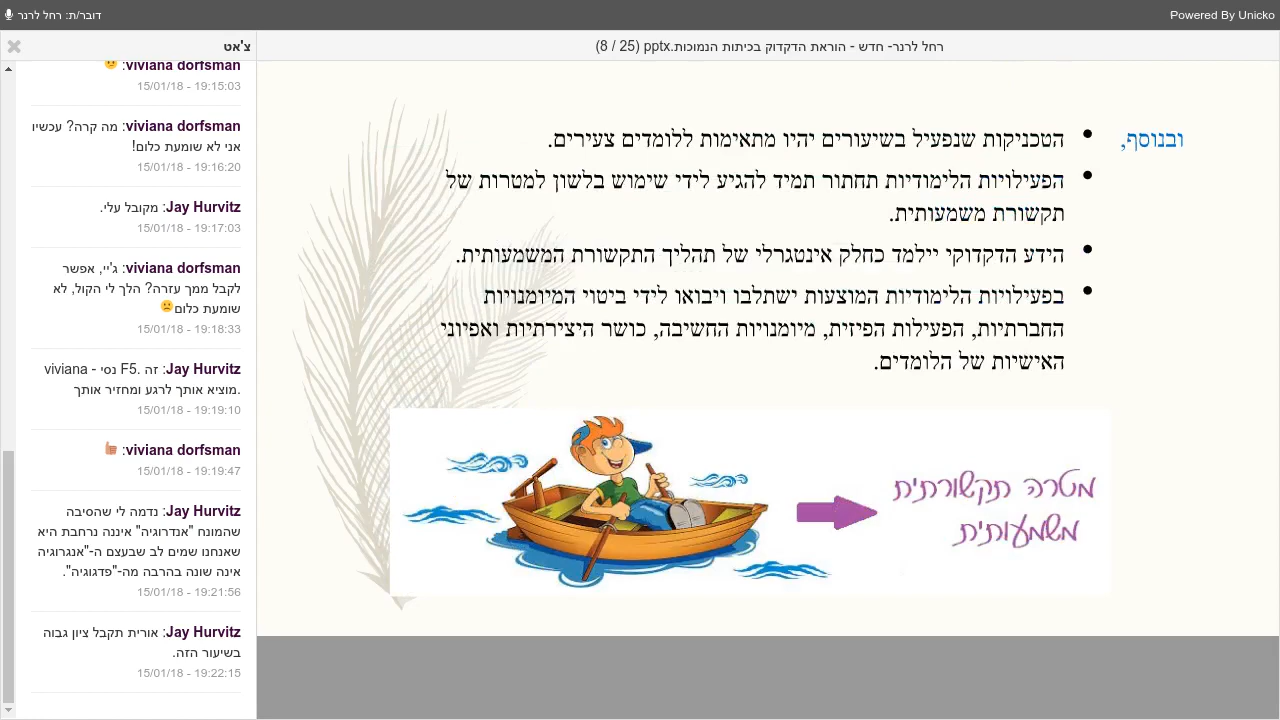 דובר/ת: רחל לרנר
Powered By Unicko
רחל לרנר- חדש - הוראת הדקדוק בכיתות הנמוכות.pptx (8 / 25)
צ'אט
viviana dorfsman:
15/01/18 - 19:15:03
viviana dorfsman: מה קרה? עכשיו
אני לא שומעת כלום!
15/01/18 - 19:16:20
Jay Hurvitz: מקובל עלי.
15/01/18 - 19:17:03
viviana dorfsman: ג'יי, אפשר
לקבל ממך עזרה? הלך לי הקול, לא
שומעת כלום
15/01/18 - 19:18:33
Jay Hurvitz: זה .F5 נסי - viviana
.מוציא אותך לרגע ומחזיר אותך
15/01/18 - 19:19:10
viviana dorfsman:
15/01/18 - 19:19:47
Jay Hurvitz: נדמה לי שהסיבה
שהמונח "אנדרוגיה" איננה נרחבת היא
שאנחנו שמים לב שבעצם ה-"אנגרוגיה
אינה שונה בהרבה מה-"פדגוגיה".
15/01/18 - 19:21:56
Jay Hurvitz: אורית תקבל ציון גבוה
בשיעור הזה.
15/01/18 - 19:22:15
ובנוסף,
• הטכניקות שנפעיל בשיעורים יהיו מתאימות ללומדים צעירים.
• הפעילויות הלימודיות תחתור תמיד להגיע לידי שימוש בלשון למטרות של
תקשורת משמעותית.
• הידע הדקדוקי יילמד כחלק אינטגרלי של תהליך התקשורת המשמעותית.
• בפעילויות הלימודיות המוצעות ישתלבו ויבואו לידי ביטוי המיומנויות
החברתיות, הפעילות הפיזית, מיומנויות החשיבה, כושר היצירתיות ואפיוני
האישיות של הלומדים.
מטרה תקשורתית
משמעותית